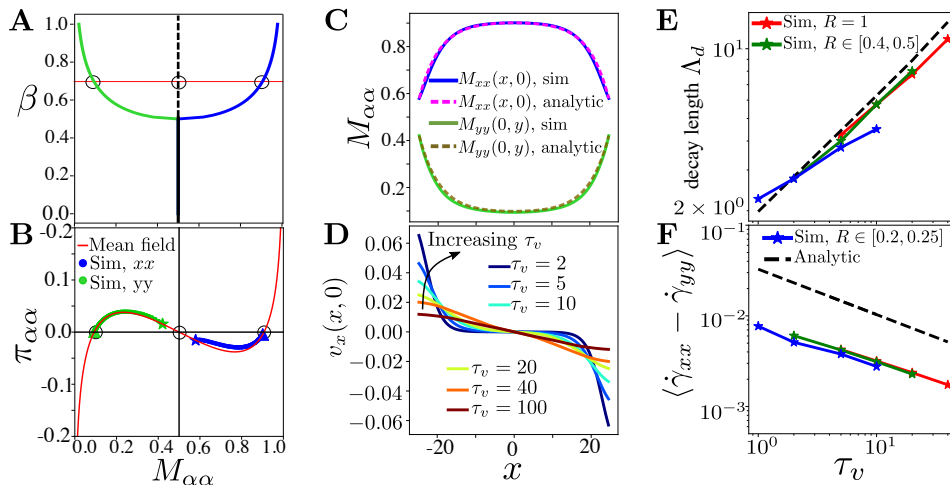 A
β
1.0
0.8
0.6
0.4
0.2
0.0
B
-0.2
-0.1
0.0
-0.1
-0.2
π_αα
Mean field
Sim, xx
Sim, yy
0.0 0.2 0.4 0.6 0.8 1.0
M_αα
C
M_αα
0.8
0.6
0.4
0.2
M_xx(x, 0), sim
M_xx(x, 0), analytic
M_yy(0, y), sim
M_yy(0, y), analytic
D
v_x(x, 0)
0.06
0.04
0.02
0.00
−0.02
−0.04
−0.06
Increasing τ_v
τ_v = 2
τ_v = 5
τ_v = 10
τ_v = 20
τ_v = 40
τ_v = 100
−20 0 20
x
E
decay length Λ_d
10^1
2 × 10^0
Sim, R = 1
Sim, R ∈ [0.4, 0.5]
F
⟨γ̇_xx − γ̇_yy⟩
10^−1
10^−2
10^−3
Sim, R ∈ [0.2, 0.25]
Analytic
10^0 10^1
τ_v